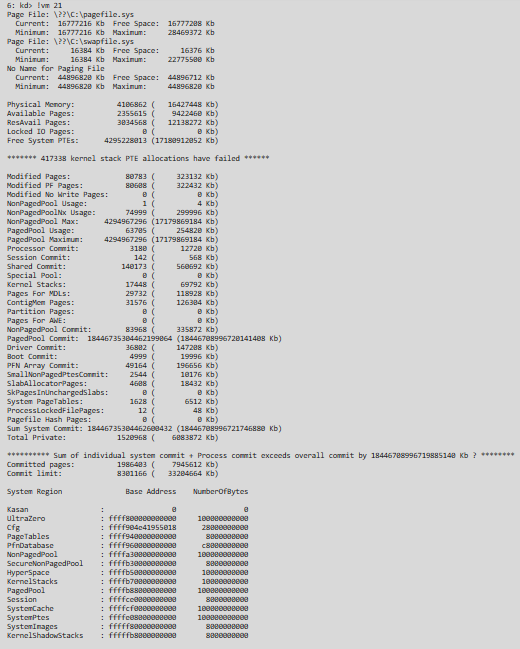 6: kd> !vm 21
Page File: \??\C:\pagefile.sys
Current: 16777216 Kb Free Space: 16777208 Kb
Minimum: 16777216 Kb Maximum: 28469372 Kb
Page File: \??\C:\swapfile.sys
Current: 16384 Kb Free Space: 16376 Kb
Minimum: 16384 Kb Maximum: 22775500 Kb
No Name for Paging File
Current: 44896820 Kb Free Space: 44896712 Kb
Minimum: 44896820 Kb Maximum: 44896820 Kb
Physical Memory: 4106862 ( 16427448 Kb)
Available Pages: 2355615 ( 9422460 Kb)
ResAvail Pages: 3034568 ( 12138272 Kb)
Locked IO Pages: 0 ( 0 Kb)
Free System PTEs: 4295228013 (17180912052 Kb)
******* 417338 kernel stack PTE allocations have failed ******
Modified Pages: 80783 ( 323132 Kb)
Modified PF Pages: 80608 ( 322432 Kb)
Modified No Write Pages: 0 ( 0 Kb)
NonPagedPool Usage: 1 ( 4 Kb)
NonPagedPoolNx Usage: 74999 ( 299996 Kb)
NonPagedPool Max: 4294967296 (17179869184 Kb)
PagedPool Usage: 63705 ( 254820 Kb)
PagedPool Maximum: 4294967296 (17179869184 Kb)
Processor Commit: 3180 ( 12720 Kb)
Session Commit: 142 ( 568 Kb)
Shared Commit: 140173 ( 560692 Kb)
Special Pool: 0 ( 0 Kb)
Kernel Stacks: 17448 ( 69792 Kb)
Pages For MDLs: 29732 ( 118928 Kb)
ContigMem Pages: 31576 ( 126304 Kb)
Partition Pages: 0 ( 0 Kb)
Pages For AWE: 0 ( 0 Kb)
NonPagedPool Commit: 83968 ( 335872 Kb)
PagedPool Commit: 18446735304462199064 (18446708996720141408 Kb)
Driver Commit: 36802 ( 147208 Kb)
Boot Commit: 4999 ( 19996 Kb)
PFN Array Commit: 49164 ( 196656 Kb)
SmallNonPagedPtesCommit: 2544 ( 10176 Kb)
SlabAllocatorPages: 4608 ( 18432 Kb)
SkPagesInUnchargedSlabs: 0 ( 0 Kb)
System PageTables: 1628 ( 6512 Kb)
ProcessLockedFilePages: 12 ( 48 Kb)
Pagefile Hash Pages: 0 ( 0 Kb)
Sum System Commit: 18446735304462600432 (18446708996721746880 Kb)
Total Private: 1520968 ( 6083872 Kb)
********** Sum of individual system commit + Process commit exceeds overall commit by 18446708996719885140 Kb ? ********
Committed pages: 1986403 ( 7945612 Kb)
Commit limit: 8301166 ( 33204664 Kb)
System Region Base Address NumberOfBytes
Kasan : 0 0
UltraZero : ffff800000000000 100000000000
Cfg : ffff904e41955018 28000000000
PageTables : ffff940000000000 8000000000
PfnDatabase : ffff960000000000 c8000000000
NonPagedPool : ffffa30000000000 100000000000
SecureNonPagedPool : ffffb30000000000 8000000000
HyperSpace : ffffb50000000000 10000000000
KernelStacks : ffffb70000000000 10000000000
PagedPool : ffffb88000000000 100000000000
Session : ffffce0000000000 8000000000
SystemCache : ffffcf0000000000 100000000000
SystemPtes : ffffe08000000000 100000000000
SystemImages : fffff80000000000 8000000000
KernelShadowStacks : fffffb8000000000 8000000000